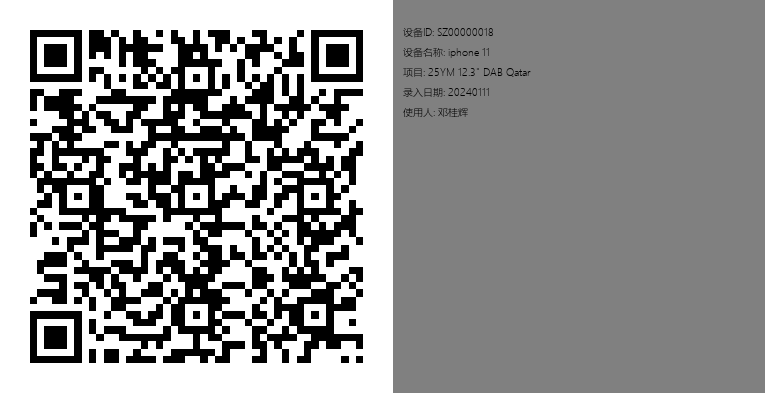 设备ID: SZ00000018
设备名称: iphone 11
项目: 25YM 12.3" DAB Qatar
录入日期: 20240111
使用人: 邓桂辉